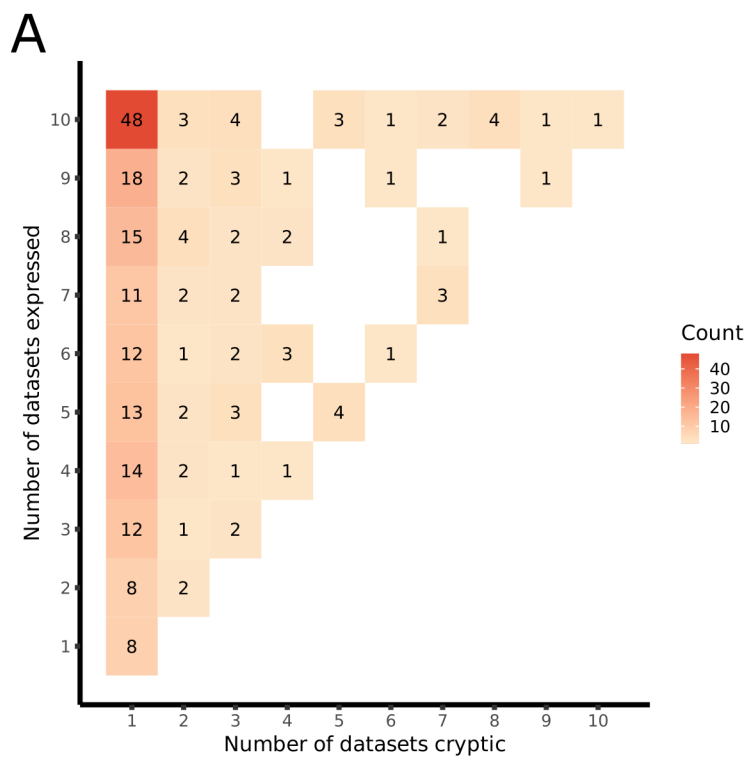 A
10 48 3 4 3 1 2 4 1 1
9 18 2 3 1 1 1
8 15 4 2 2 1
7 11 2 2 3
6 12 1 2 3 1
5 13 2 3 4
4 14 2 1 1
3 12 1 2
2 8 2
1 8
1 2 3 4 5 6 7 8 9 10
Number of datasets cryptic
Number of datasets expressed
Count
40
30
20
10